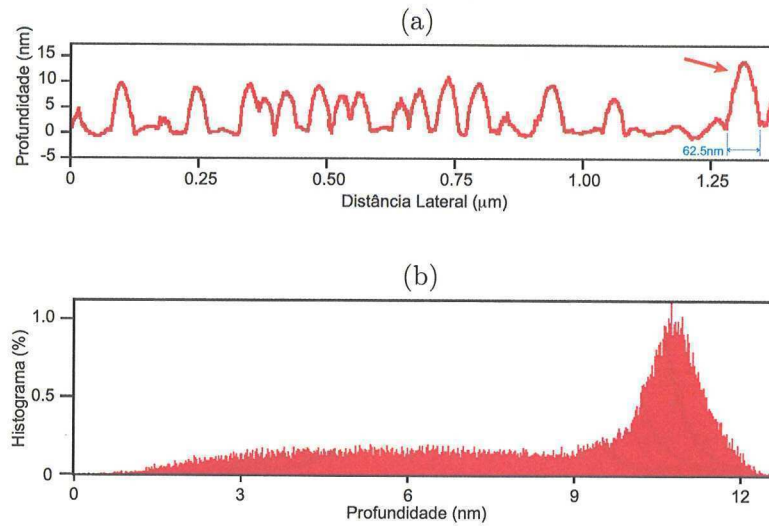 (a)
Profundidade (nm)
15
10
5
0
-5
62.5nm
0
0.25
0.50
0.75
1.00
1.25
Distância Lateral (µm)
(b)
Histograma (%)
1.0
0.5
0
0
3
6
9
12
Profundidade (nm)